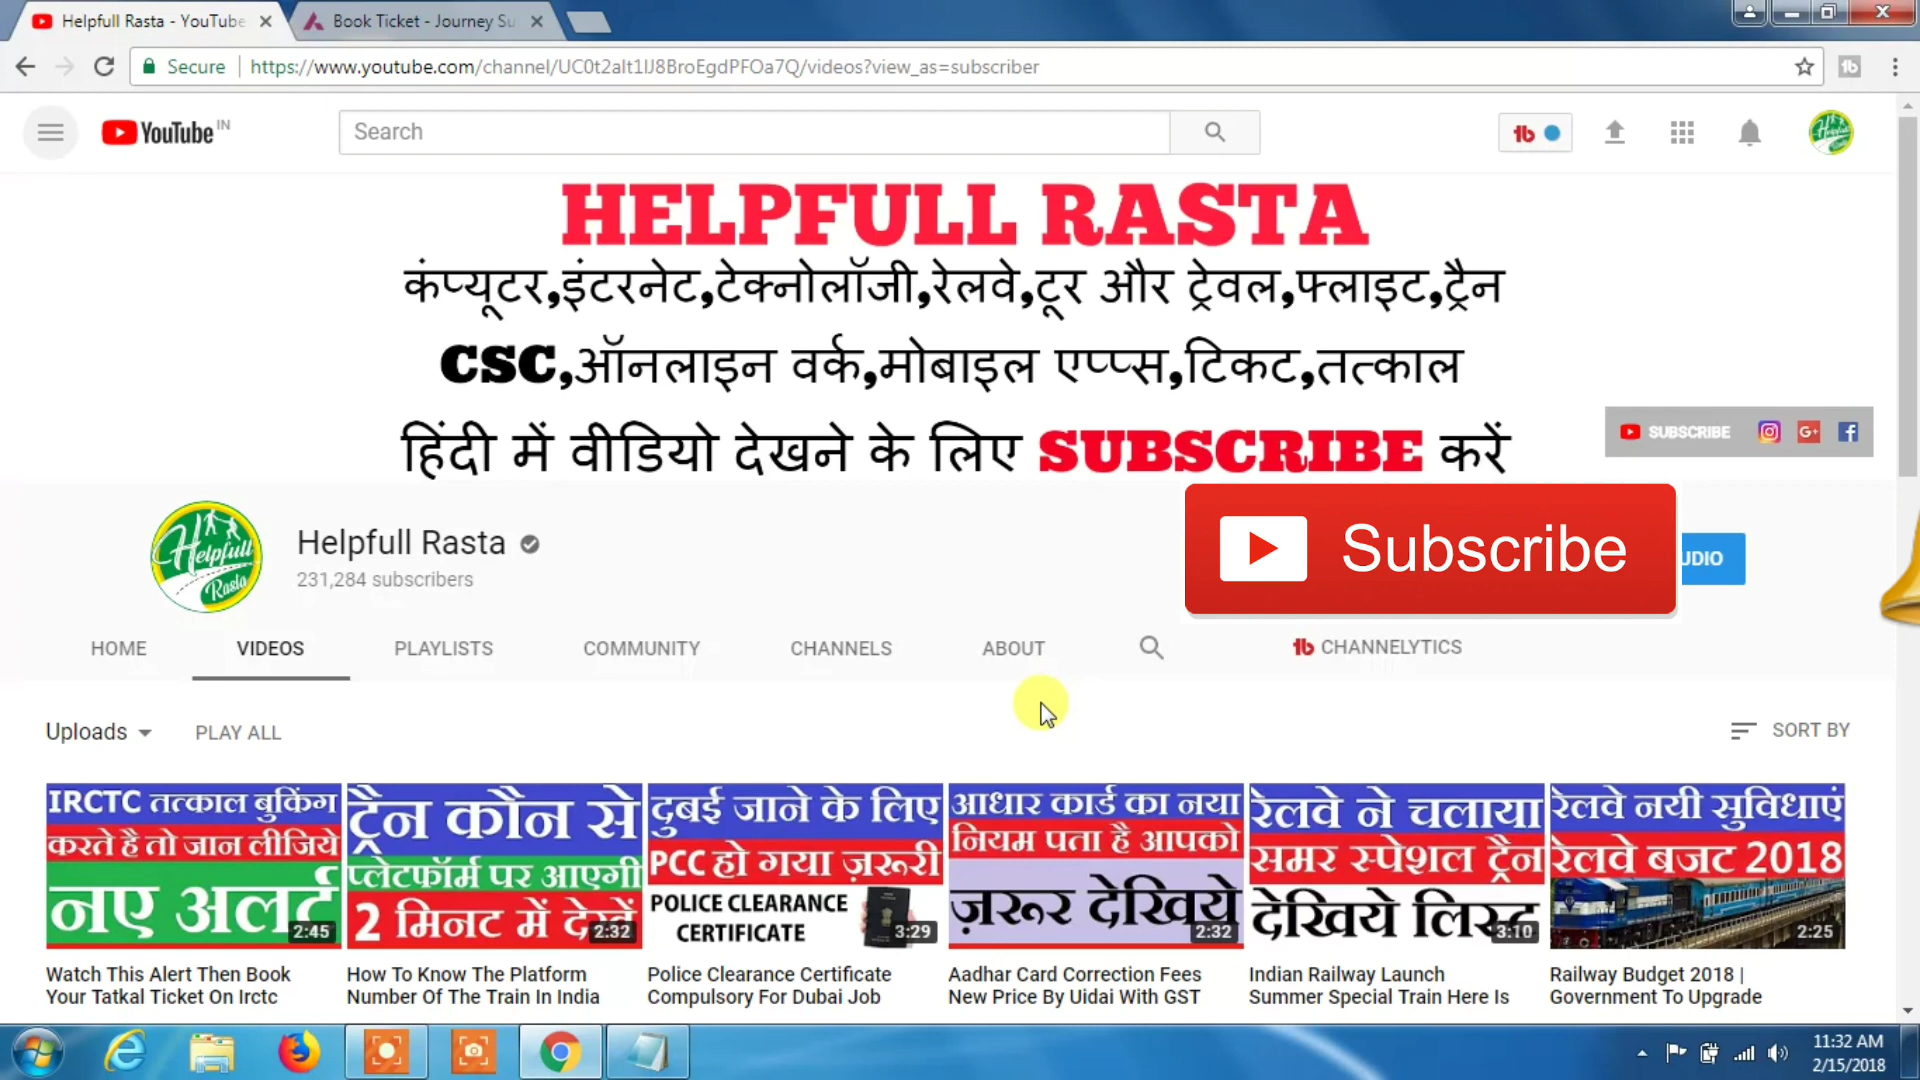 Helpfull Rasta - YouTube
Book Ticket - Journey Su
Secure https://www.youtube.com/channel/UC0t2alt1lJ8BroEgdPFOa7Q/videos?view_as=subscriber
YouTube IN
Search
HELPFULL RASTA
कंप्यूटर,इंटरनेट,टेक्नोलॉजी,रेलवे,टूर और ट्रेवल,फ्लाइट,ट्रैन
CSC,ऑनलाइन वर्क,मोबाइल एप्प्स,टिकट,तत्काल
हिंदी में वीडियो देखने के लिए SUBSCRIBE करें
SUBSCRIBE
Helpfull Rasta
231,284 subscribers
Subscribe
UDIO
HOME VIDEOS PLAYLISTS COMMUNITY CHANNELS ABOUT CHANNELYTICS
Uploads PLAY ALL SORT BY
IRCTC तत्काल बुकिंग
करते है तो जान लीजिये
नए अलर्ट
2:45
ट्रैन कौन से
प्लेटफॉर्म पर आएगी
2 मिनट में देखें
2:32
दुबई जाने के लिए
PCC हो गया ज़रूरी
POLICE CLEARANCE
CERTIFICATE
3:29
आधार कार्ड का नया
नियम पता है आपको
ज़रूर देखिये
2:32
रेलवे ने चलाया
समर स्पेशल ट्रैन
देखिये लिस्ट
3:10
रेलवे नयी सुविधाएं
रेलवे बजट 2018
2:25
Watch This Alert Then Book
Your Tatkal Ticket On Irctc
How To Know The Platform
Number Of The Train In India
Police Clearance Certificate
Compulsory For Dubai Job
Aadhar Card Correction Fees
New Price By Uidai With GST
Indian Railway Launch
Summer Special Train Here Is
Railway Budget 2018 |
Government To Upgrade
11:32 AM
2/15/2018